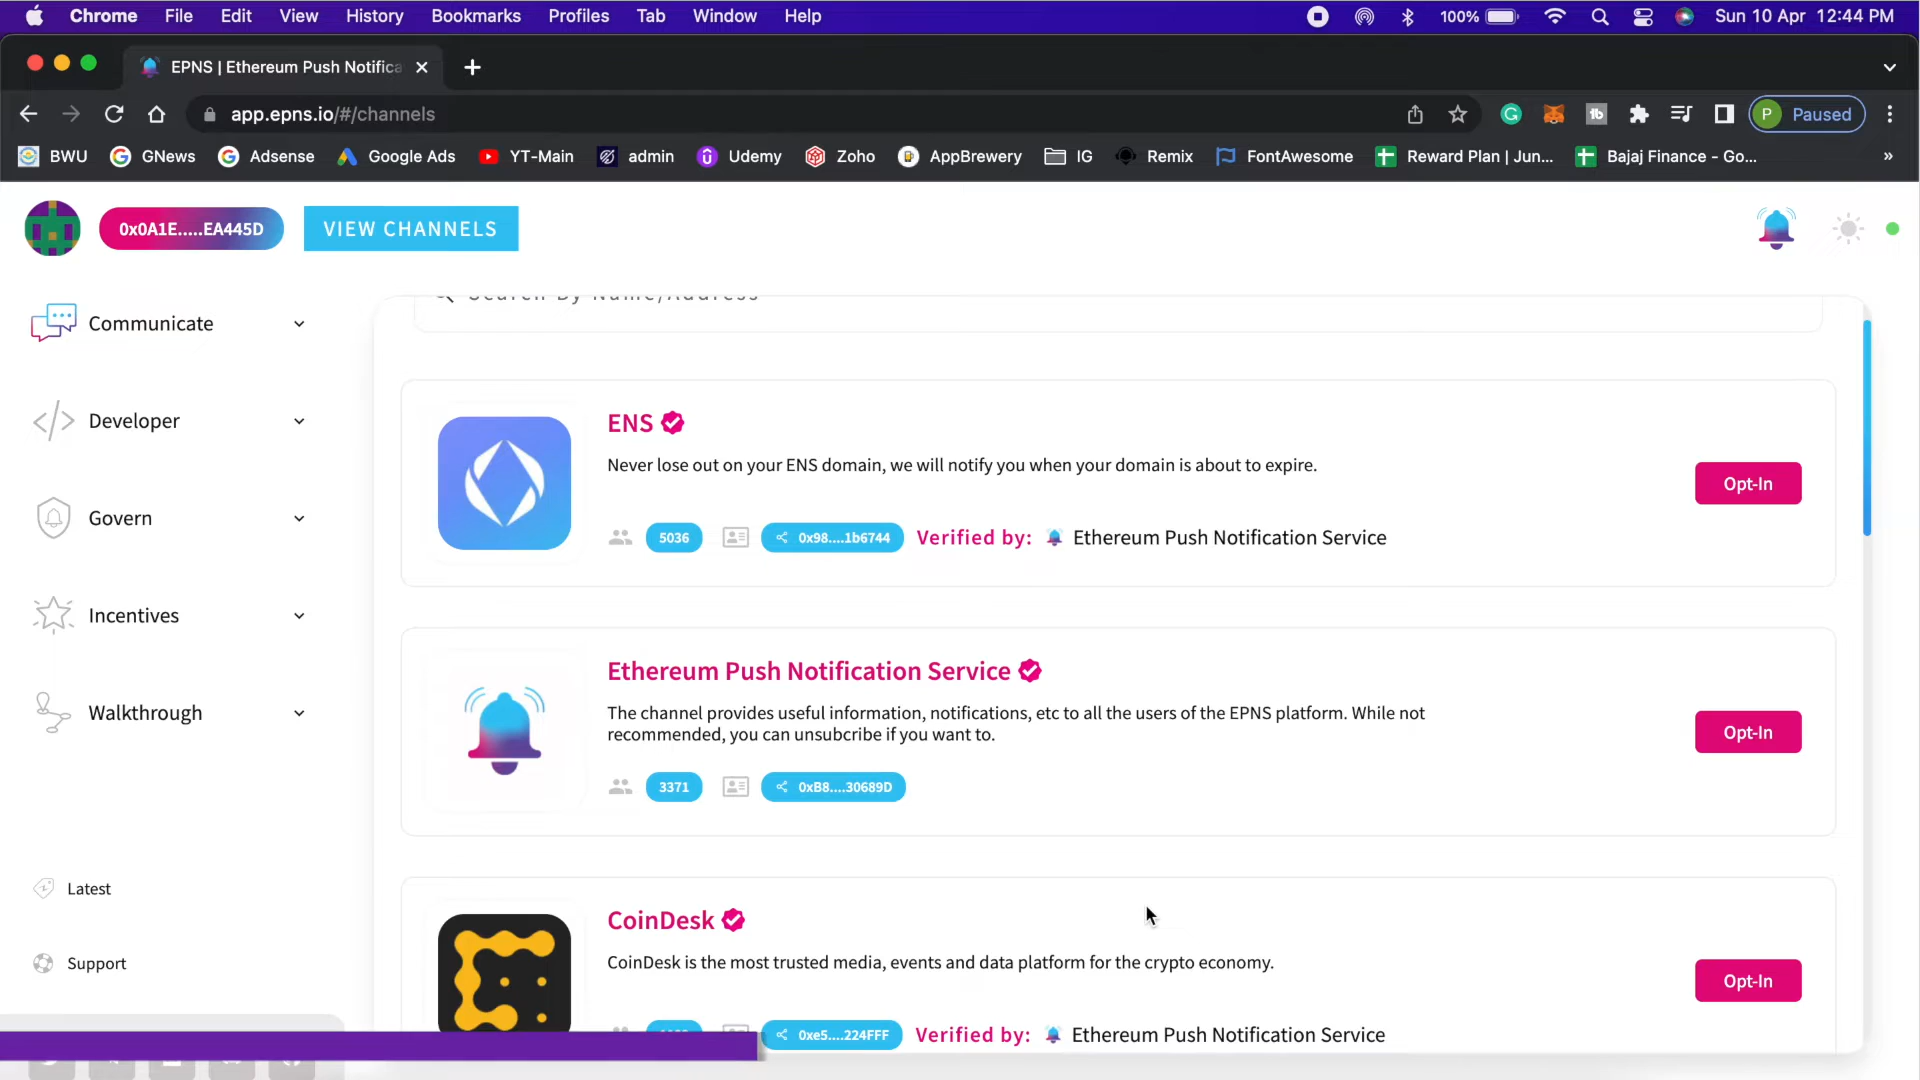 Chrome File Edit View History Bookmarks Profiles Tab Window Help 100% Sun 10 Apr 12:44 PM
EPNS | Ethereum Push Notifica
app.epns.io/#/channels P Paused
BWU GNews Adsense Google Ads YT-Main admin Udemy Zoho AppBrewery IG Remix FontAwesome Reward Plan | Jun... Bajaj Finance - Go... »
0x0A1E.....EA445D VIEW CHANNELS
Search By Name/Address
Communicate
Developer
Govern
Incentives
Walkthrough
Latest
Support
ENS
Never lose out on your ENS domain, we will notify you when your domain is about to expire.
Opt-In
5036 0x98....1b6744 Verified by: Ethereum Push Notification Service
Ethereum Push Notification Service
The channel provides useful information, notifications, etc to all the users of the EPNS platform. While not
recommended, you can unsubcribe if you want to.
Opt-In
3371 0xB8....30689D
CoinDesk
CoinDesk is the most trusted media, events and data platform for the crypto economy.
Opt-In
0xe5....224FFF Verified by: Ethereum Push Notification Service